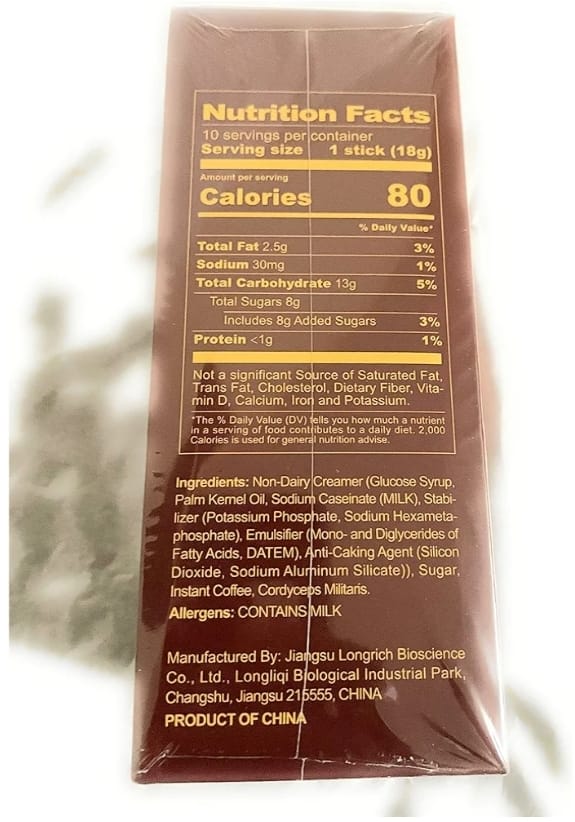 Nutrition Facts
10 servings per container
Serving size 1 stick (18g)
Amount per serving
Calories 80
% Daily Value*
Total Fat 2.5g 3%
Sodium 30mg 1%
Total Carbohydrate 13g 5%
Total Sugars 8g
Includes 8g Added Sugars 3%
Protein <1g 1%
Not a significant Source of Saturated Fat,
Trans Fat, Cholesterol, Dietary Fiber, Vita-
min D, Calcium, Iron and Potassium.
*The % Daily Value (DV) tells you how much a nutrient
in a serving of food contributes to a daily diet. 2,000
Calories is used for general nutrition advise.
Ingredients: Non-Dairy Creamer (Glucose Syrup,
Palm Kernel Oil, Sodium Caseinate (MILK), Stabi-
lizer (Potassium Phosphate, Sodium Hexameta-
phosphate), Emulsifier (Mono- and Diglycerides of
Fatty Acids, DATEM), Anti-Caking Agent (Silicon
Dioxide, Sodium Aluminum Silicate)), Sugar,
Instant Coffee, Cordyceps Militaris.
Allergens: CONTAINS MILK
Manufactured By: Jiangsu Longrich Bioscience
Co., Ltd., Longliqi Biological Industrial Park,
Changshu, Jiangsu 215555, CHINA
PRODUCT OF CHINA